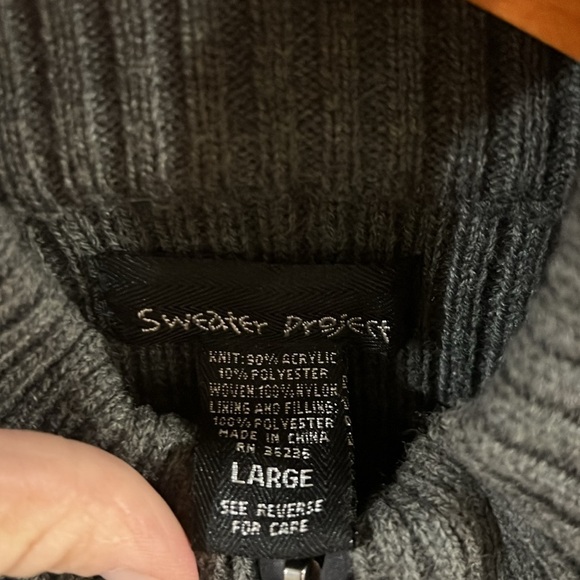 Sweater Project
KNIT: 90% ACRYLIC
10% POLYESTER
WOVEN: 100% NYLON
LINING AND FILLING:
100% POLYESTER
MADE IN CHINA
RN 36236
LARGE
SEE REVERSE
FOR CARE